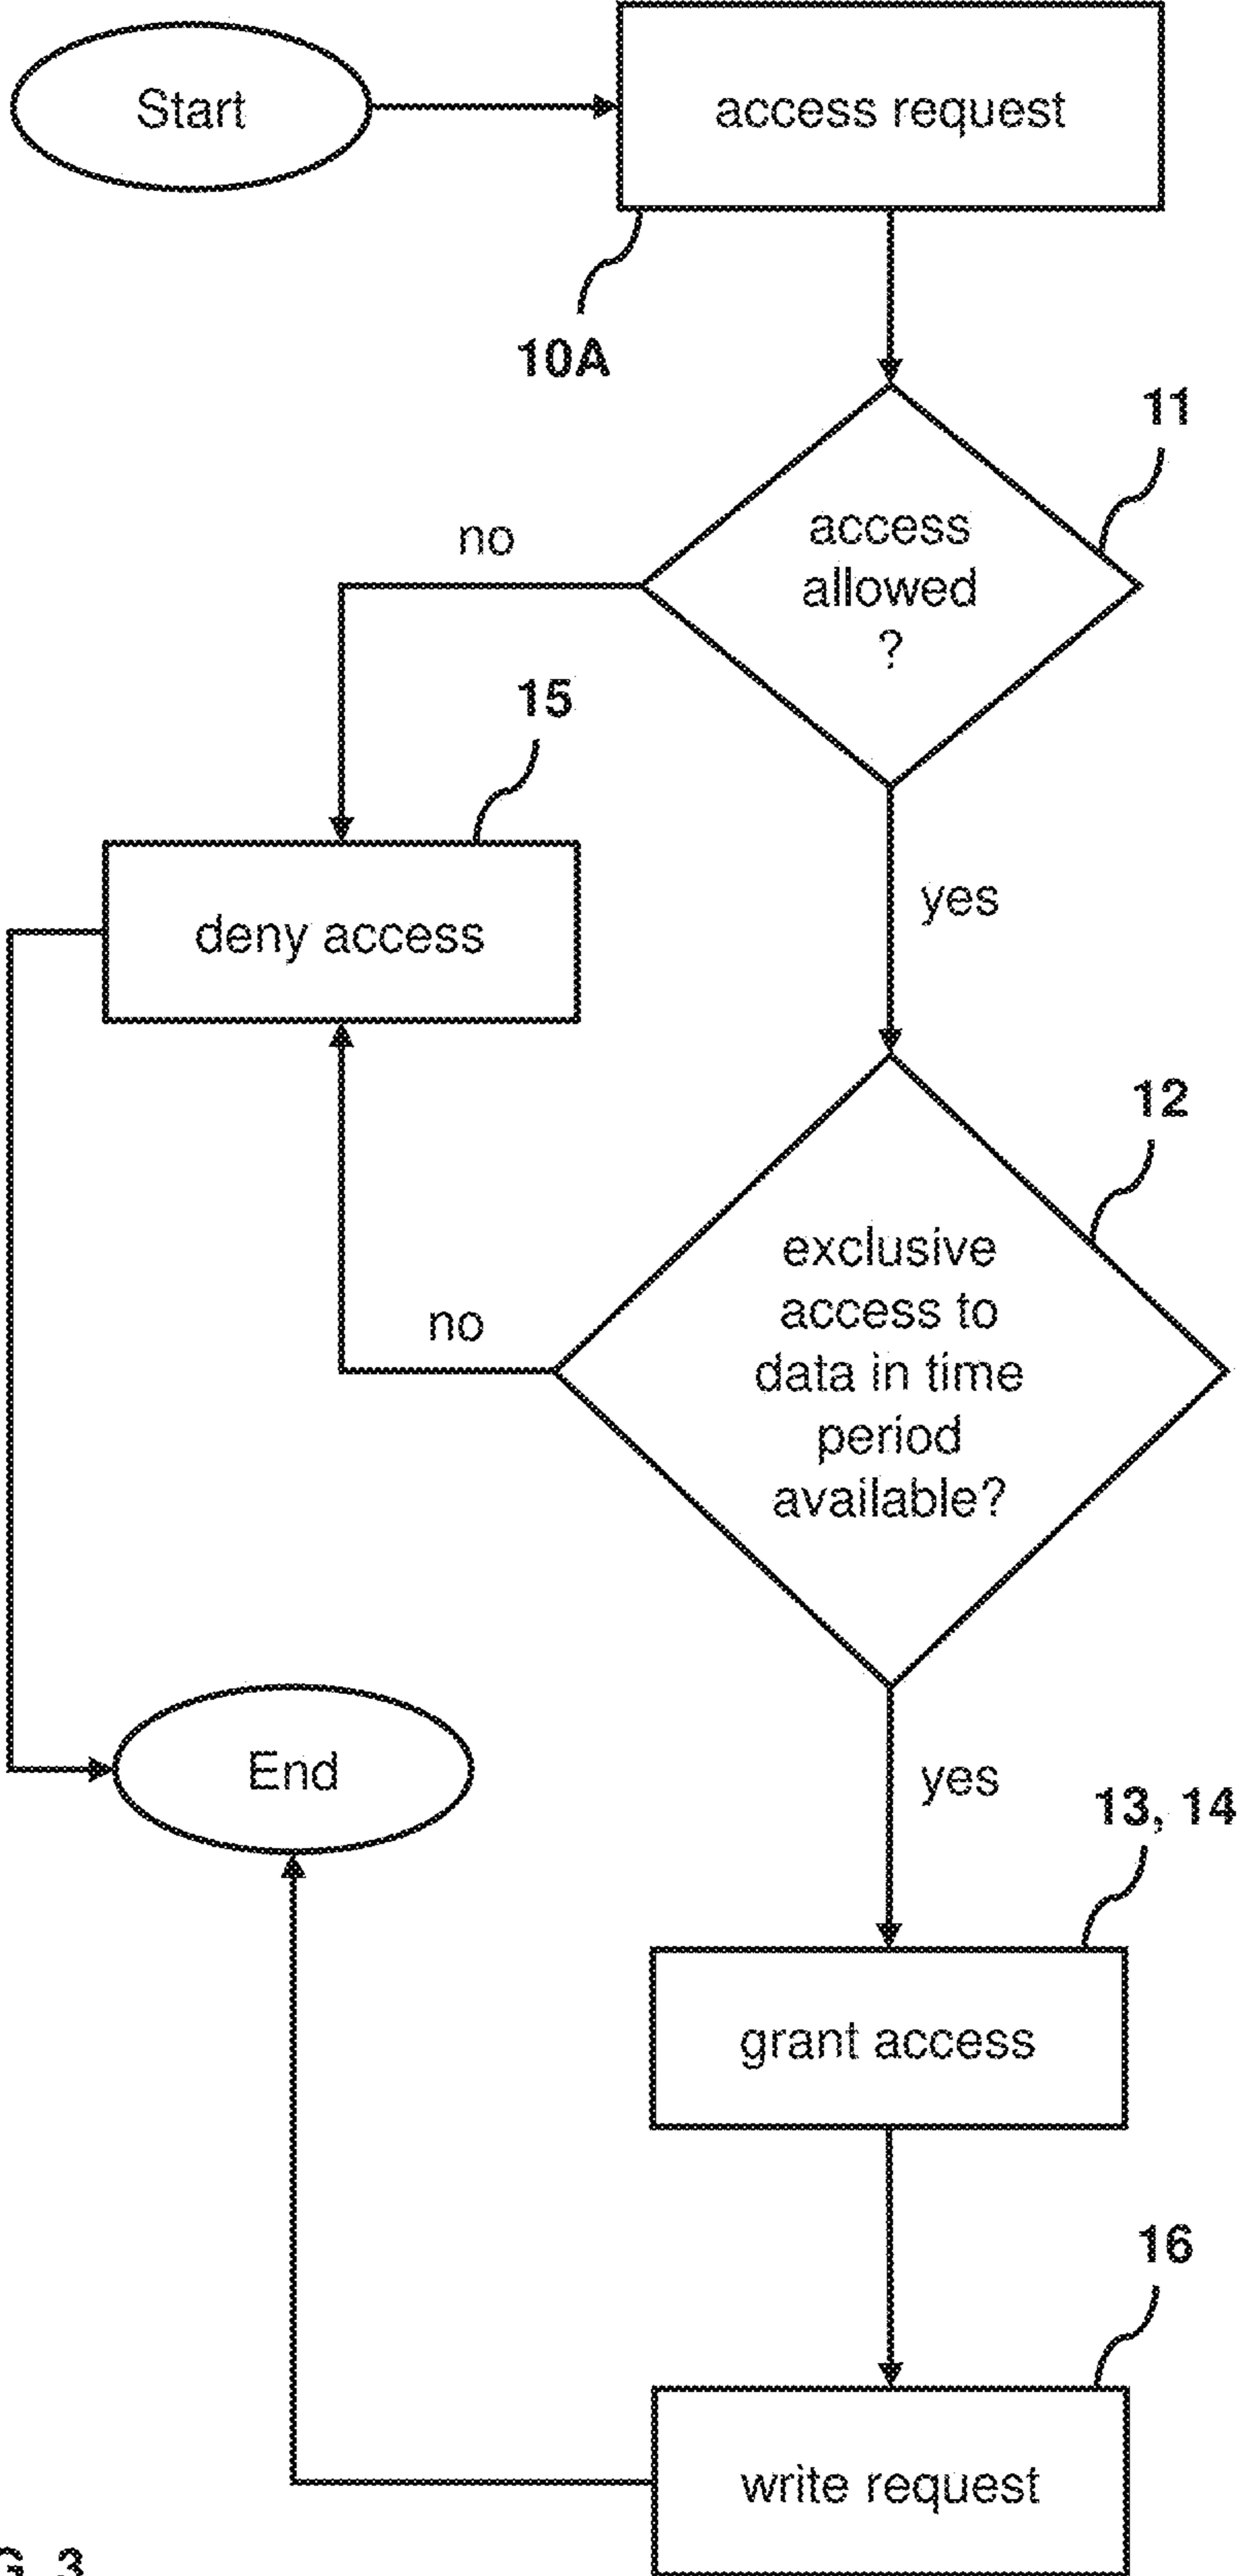 Start
access request
10A
11
access
allowed
?
no
15
yes
deny access
12
exclusive
access to
data in time
period
available?
no
End
yes
13, 14
grant access
16
write request
3